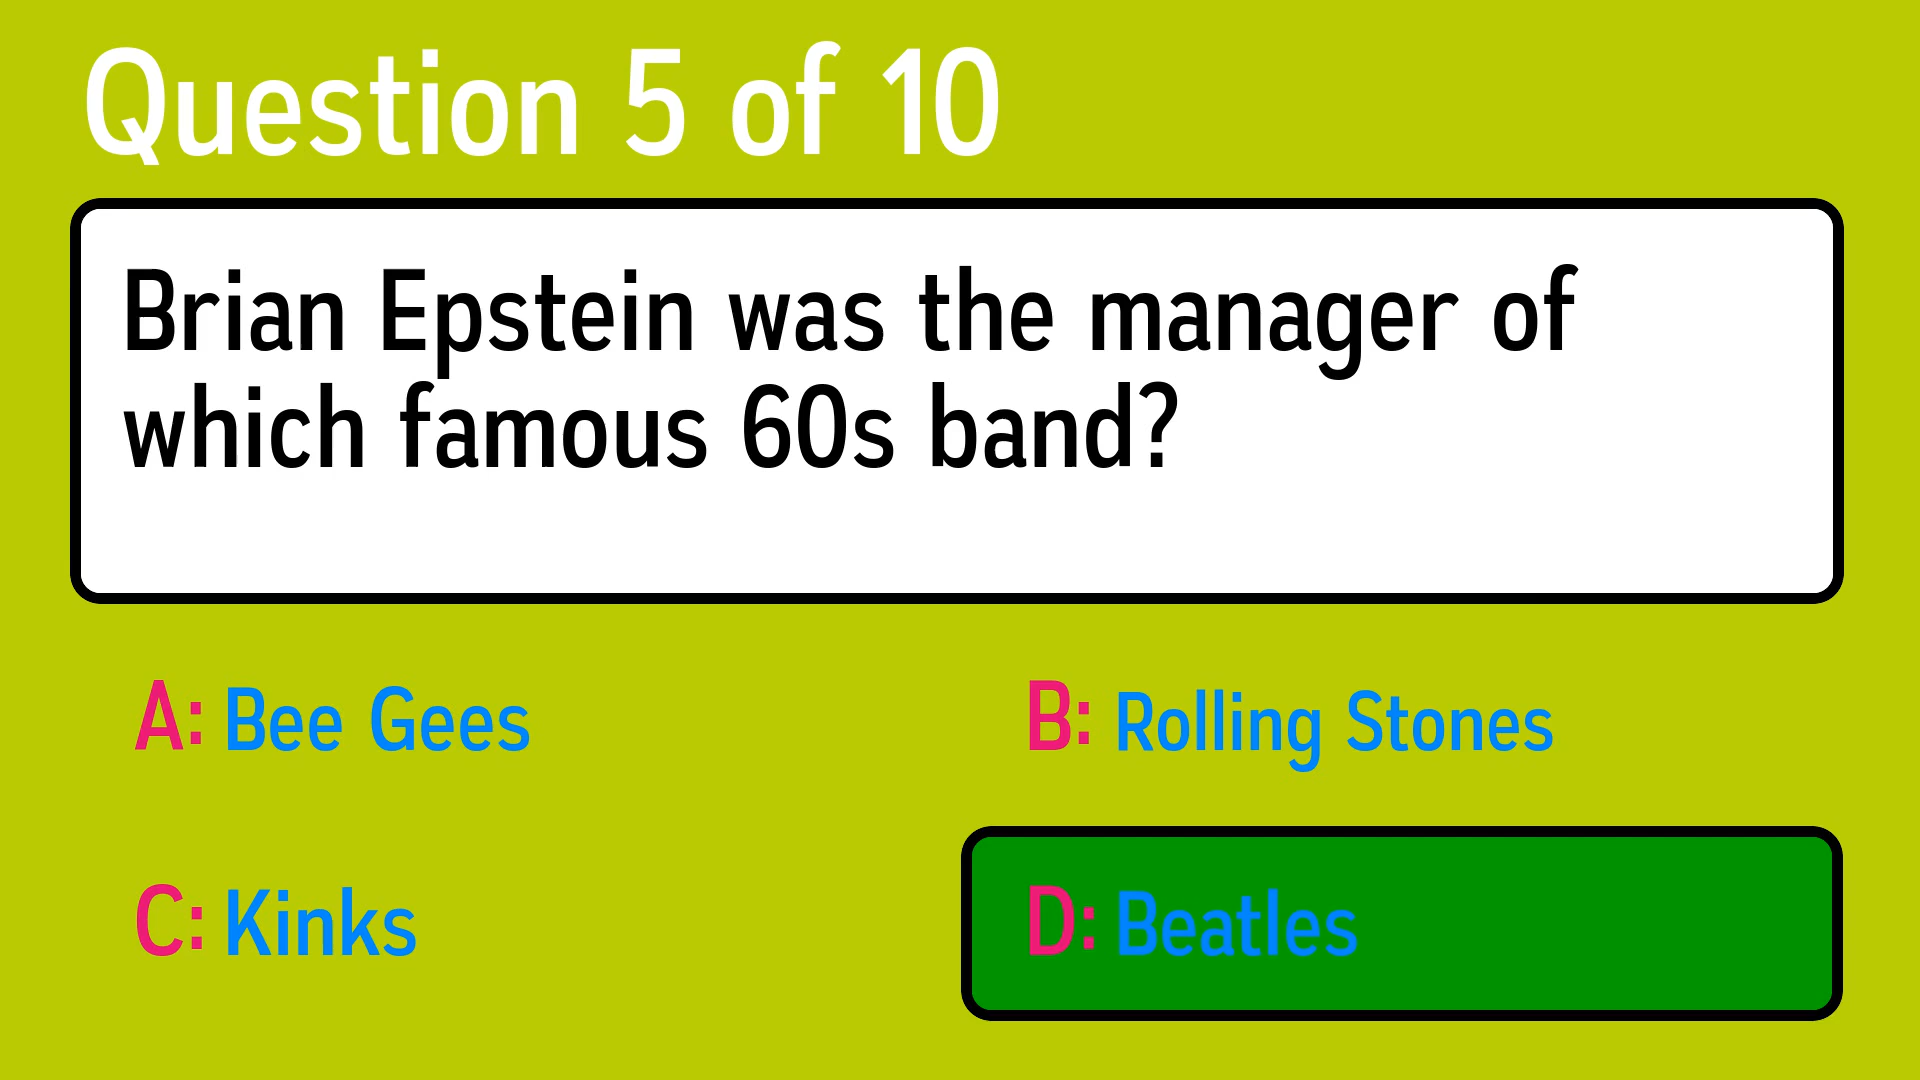 Question 5 of 10
Brian Epstein was the manager of
which famous 60s band?
A: Bee Gees
B: Rolling Stones
C: Kinks
D: Beatles